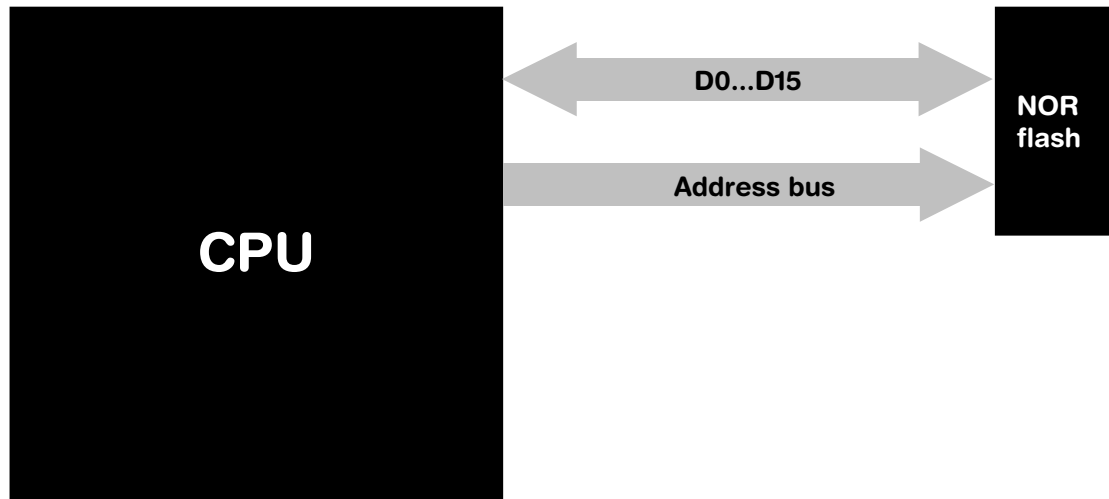 D0...D15
NOR
flash
Address bus
CPU